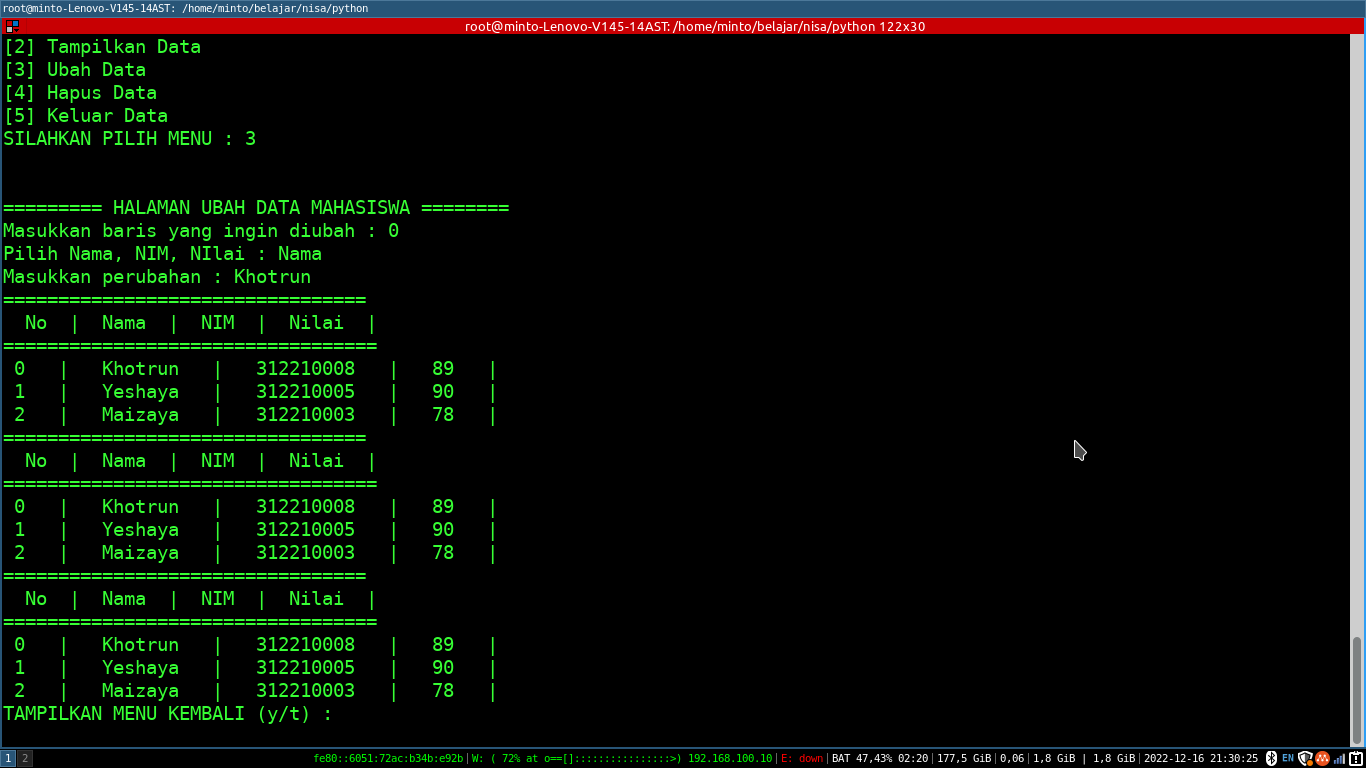 root@minto-Lenovo-V145-14AST: /home/minto/belajar/nisa/python
root@minto-Lenovo-V145-14AST:/home/minto/belajar/nisa/python 122x30
[2] Tampilkan Data
[3] Ubah Data
[4] Hapus Data
[5] Keluar Data
SILAHKAN PILIH MENU : 3
========= HALAMAN UBAH DATA MAHASISWA ========
Masukkan baris yang ingin diubah : 0
Pilih Nama, NIM, NIlai : Nama
Masukkan perubahan : Khotrun
=================================
No | Nama | NIM | Nilai |
==================================
0 | Khotrun | 312210008 | 89 |
1 | Yeshaya | 312210005 | 90 |
2 | Maizaya | 312210003 | 78 |
=================================
No | Nama | NIM | Nilai |
==================================
0 | Khotrun | 312210008 | 89 |
1 | Yeshaya | 312210005 | 90 |
2 | Maizaya | 312210003 | 78 |
=================================
No | Nama | NIM | Nilai |
==================================
0 | Khotrun | 312210008 | 89 |
1 | Yeshaya | 312210005 | 90 |
2 | Maizaya | 312210003 | 78 |
TAMPILKAN MENU KEMBALI (y/t) :
1 2 fe80::6051:72ac:b34b:e92b|W: ( 72% at o==[]::::::::::::::::>) 192.168.100.10|E: down|BAT 47,43% 02:20|177,5 GiB|0,06|1,8 GiB | 1,8 GiB|2022-12-16 21:30:25 EN